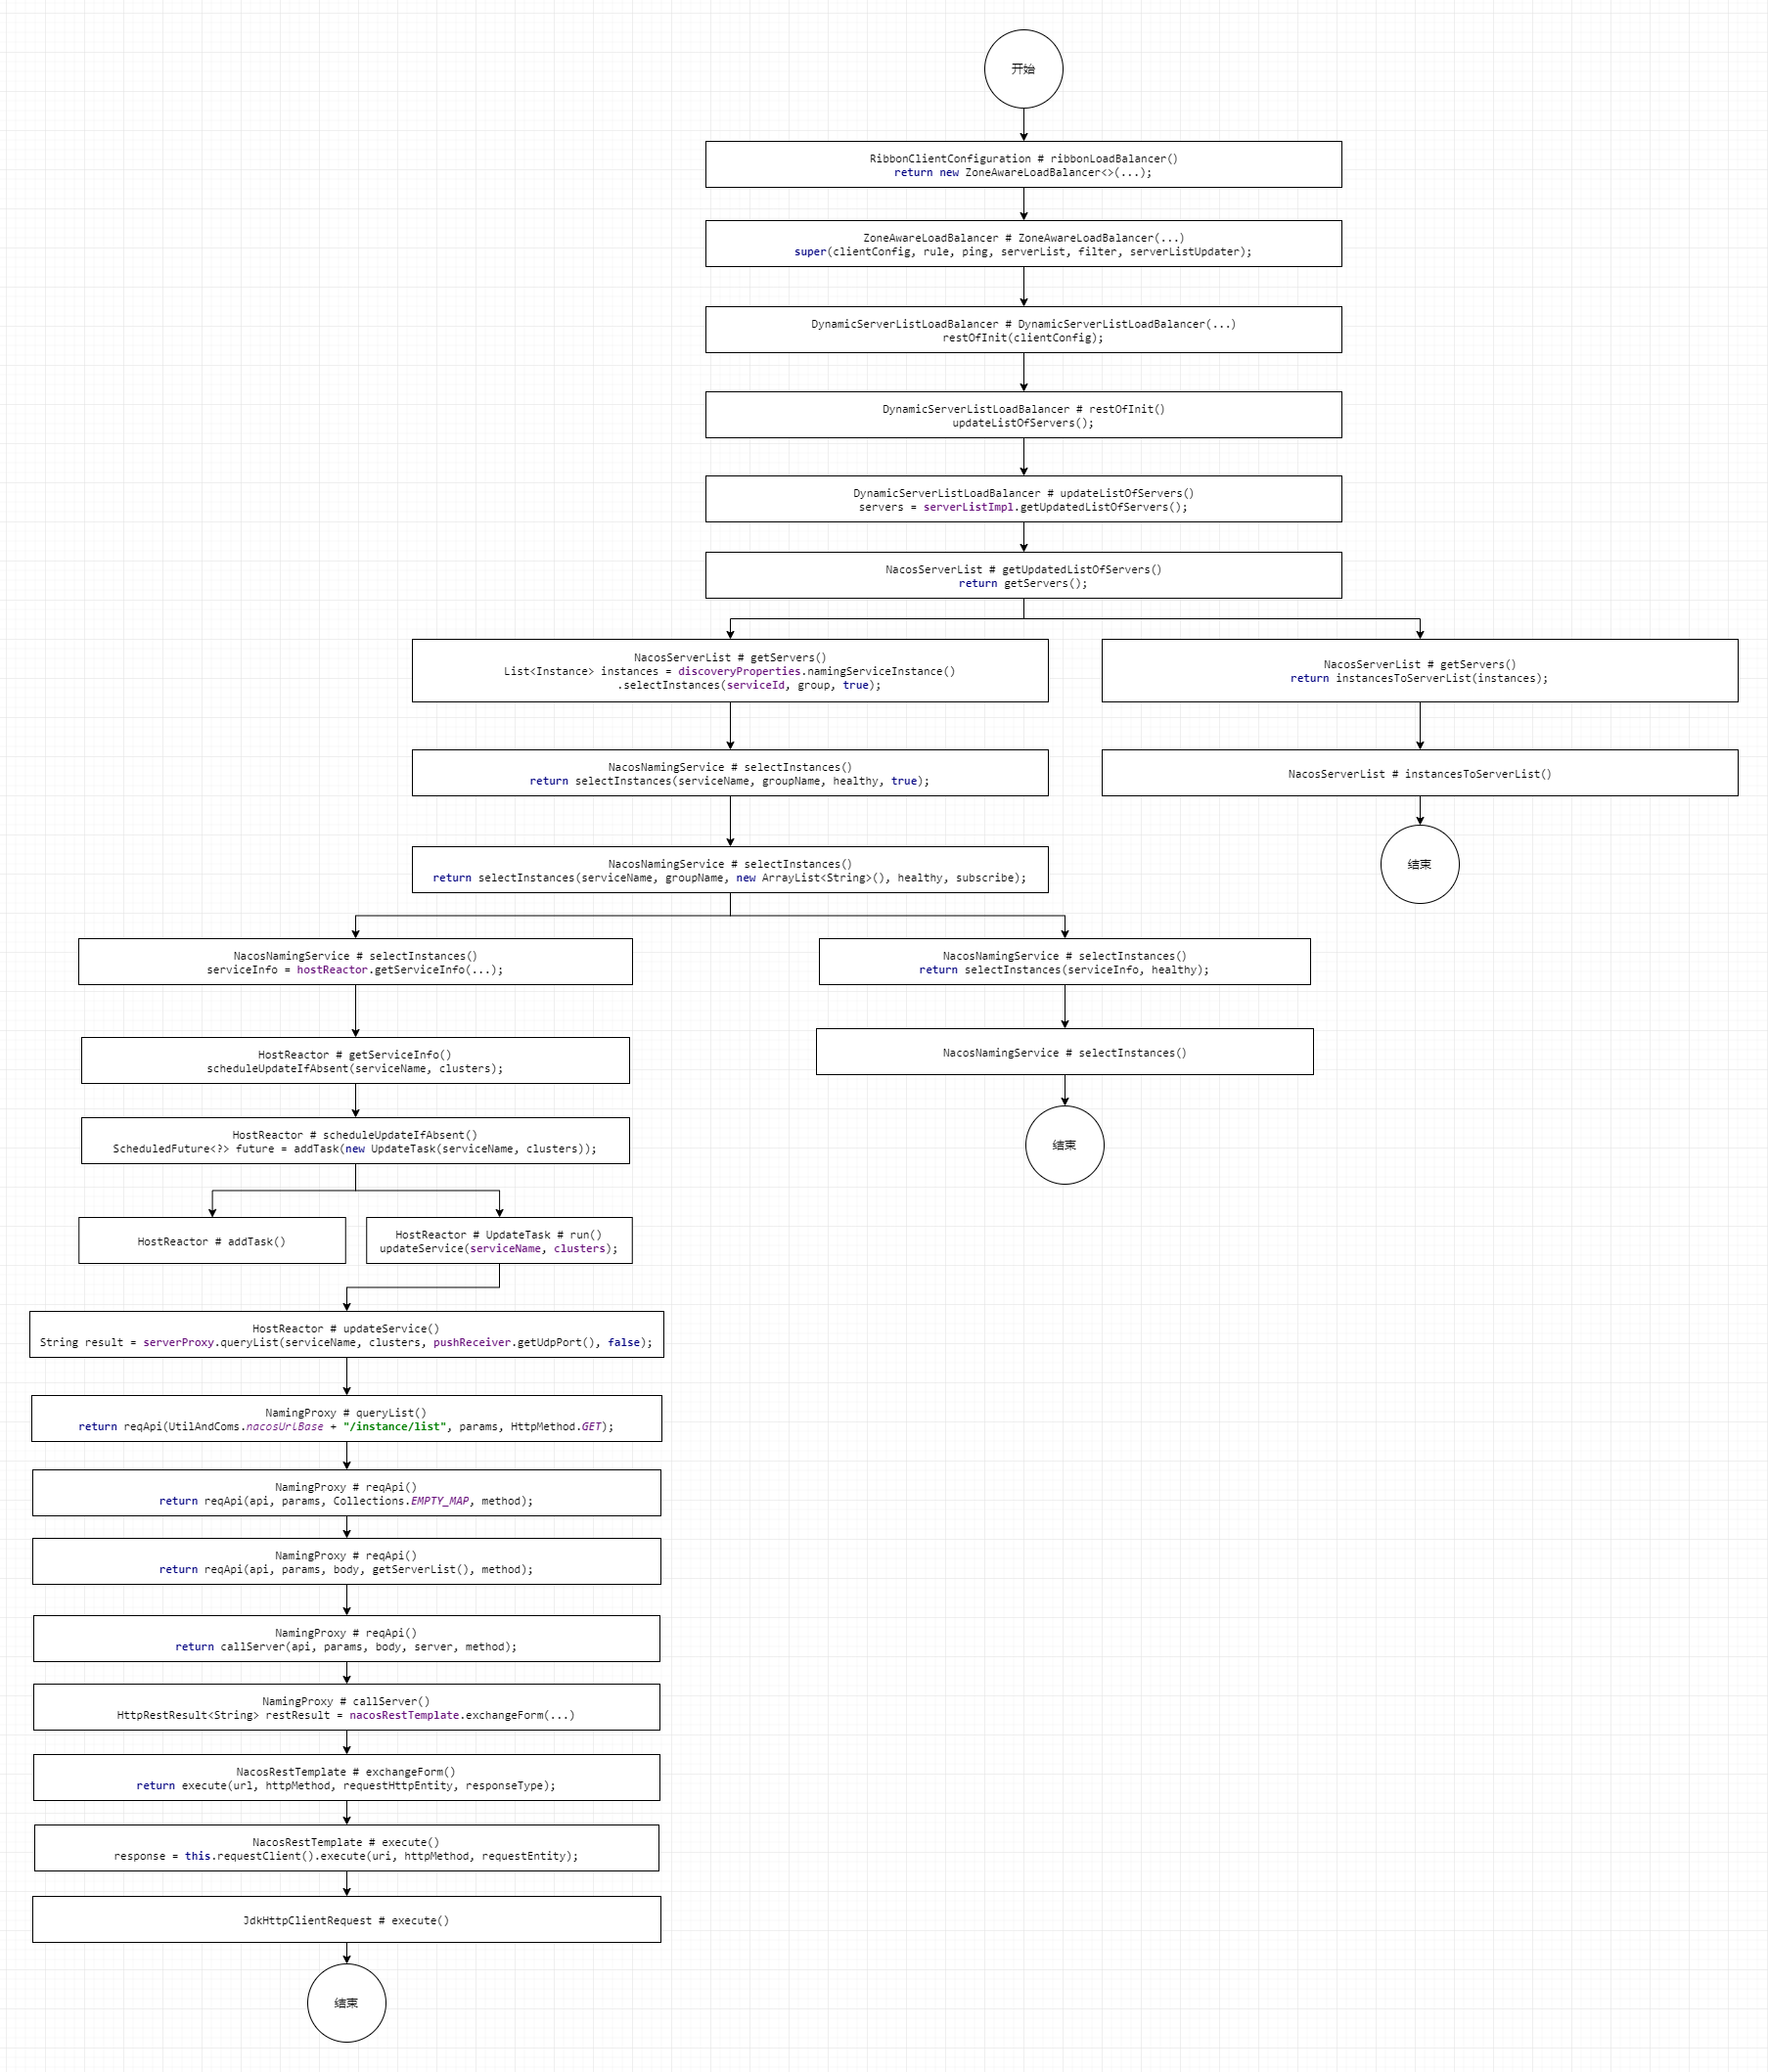 开始
RibbonClientConfiguration # ribbonLoadBalancer()
return new ZoneAwareLoadBalancer<>(...);
ZoneAwareLoadBalancer # ZoneAwareLoadBalancer(...)
super(clientConfig, rule, ping, serverList, filter, serverListUpdater);
DynamicServerListLoadBalancer # DynamicServerListLoadBalancer(...)
restOfInit(clientConfig);
DynamicServerListLoadBalancer # restOfInit()
updateListOfServers();
DynamicServerListLoadBalancer # updateListOfServers()
servers = serverListImpl.getUpdatedListOfServers();
NacosServerList # getUpdatedListOfServers()
return getServers();
NacosServerList # getServers()
List<Instance> instances = discoveryProperties.namingServiceInstance()
.selectInstances(serviceId, group, true);
NacosServerList # getServers()
return instancesToServerList(instances);
NacosNamingService # selectInstances()
return selectInstances(serviceName, groupName, healthy, true);
NacosServerList # instancesToServerList()
NacosNamingService # selectInstances()
return selectInstances(serviceName, groupName, new ArrayList<String>(), healthy, subscribe);
结束
NacosNamingService # selectInstances()
serviceInfo = hostReactor.getServiceInfo(...);
NacosNamingService # selectInstances()
return selectInstances(serviceInfo, healthy);
HostReactor # getServiceInfo()
scheduleUpdateIfAbsent(serviceName, clusters);
NacosNamingService # selectInstances()
HostReactor # scheduleUpdateIfAbsent()
ScheduledFuture<?> future = addTask(new UpdateTask(serviceName, clusters));
结束
HostReactor # addTask()
HostReactor # UpdateTask # run()
updateService(serviceName, clusters);
HostReactor # updateService()
String result = serverProxy.queryList(serviceName, clusters, pushReceiver.getUdpPort(), false);
NamingProxy # queryList()
return reqApi(UtilAndComs.nacosUrlBase + "/instance/list", params, HttpMethod.GET);
NamingProxy # reqApi()
return reqApi(api, params, Collections.EMPTY_MAP, method);
NamingProxy # reqApi()
return reqApi(api, params, body, getServerList(), method);
NamingProxy # reqApi()
return callServer(api, params, body, server, method);
NamingProxy # callServer()
HttpRestResult<String> restResult = nacosRestTemplate.exchangeForm(...)
NacosRestTemplate # exchangeForm()
return execute(url, httpMethod, requestHttpEntity, responseType);
NacosRestTemplate # execute()
response = this.requestClient().execute(uri, httpMethod, requestEntity);
JdkHttpClientRequest # execute()
结束